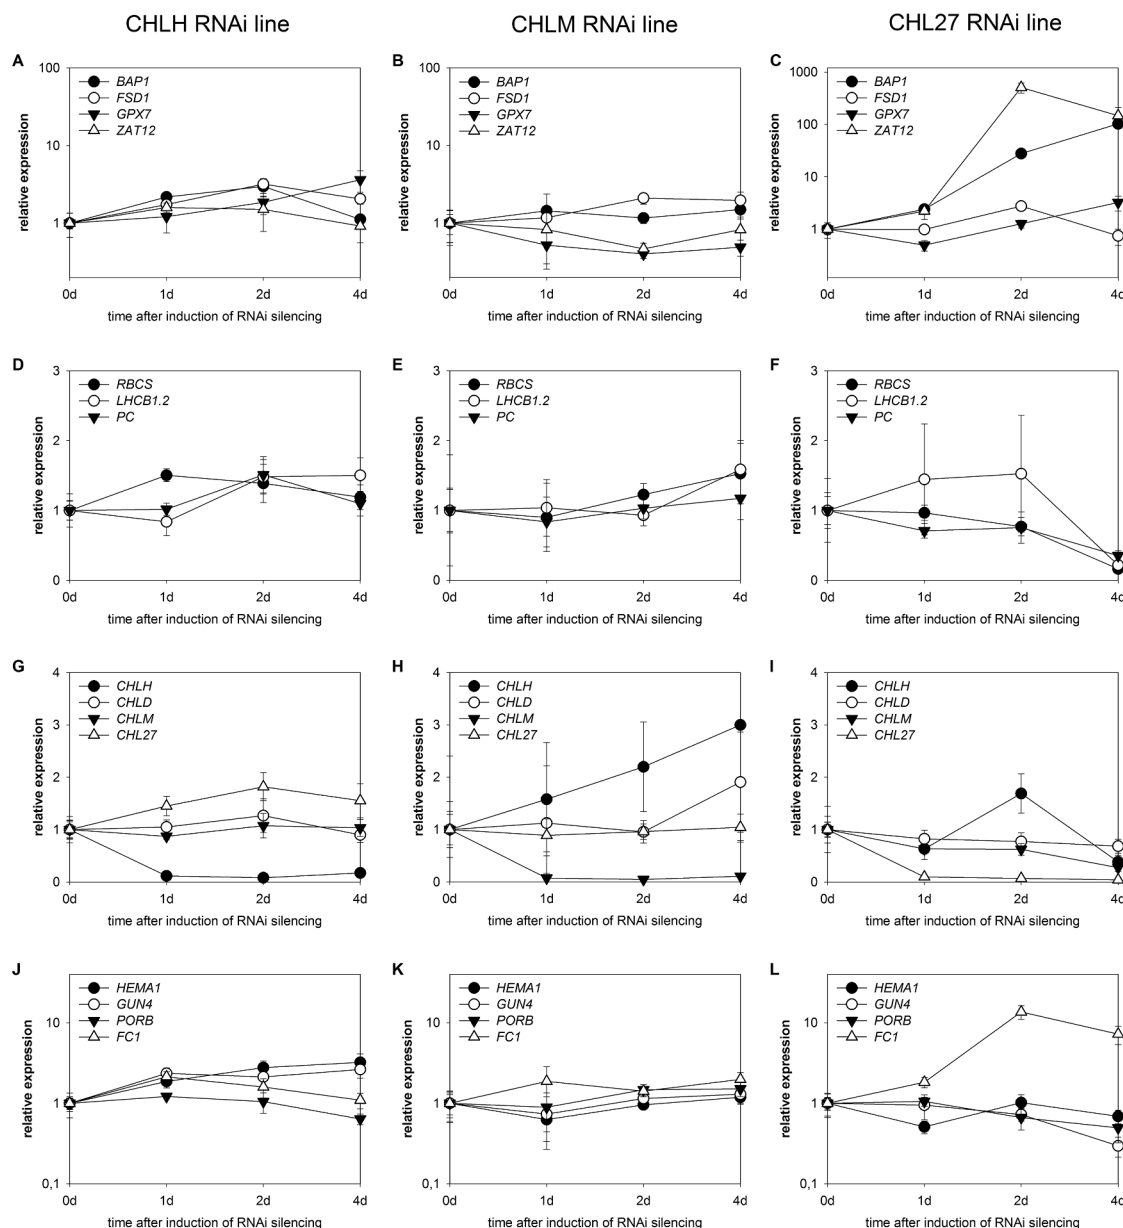 CHLH RNAi line
CHLM RNAi line
CHL27 RNAi line
A
100
10
1
relative expression
BAP1
FSD1
GPX7
ZAT12
0d 1d 2d 4d
time after induction of RNAi silencing
B
100
10
1
relative expression
BAP1
FSD1
GPX7
ZAT12
0d 1d 2d 4d
time after induction of RNAi silencing
C
1000
100
10
1
relative expression
BAP1
FSD1
GPX7
ZAT12
0d 1d 2d 4d
time after induction of RNAi silencing
D
3
2
1
0
relative expression
RBCS
LHCB1.2
PC
0d 1d 2d 4d
time after induction of RNAi silencing
E
3
2
1
0
relative expression
RBCS
LHCB1.2
PC
0d 1d 2d 4d
time after induction of RNAi silencing
F
3
2
1
0
relative expression
RBCS
LHCB1.2
PC
0d 1d 2d 4d
time after induction of RNAi silencing
G
4
3
2
1
0
relative expression
CHLH
CHLD
CHLM
CHL27
0d 1d 2d 4d
time after induction of RNAi silencing
H
4
3
2
1
0
relative expression
CHLH
CHLD
CHLM
CHL27
0d 1d 2d 4d
time after induction of RNAi silencing
I
4
3
2
1
0
relative expression
CHLH
CHLD
CHLM
CHL27
0d 1d 2d 4d
time after induction of RNAi silencing
J
10
1
0,1
relative expression
HEMA1
GUN4
PORB
FC1
0d 1d 2d 4d
time after induction of RNAi silencing
K
10
1
0,1
relative expression
HEMA1
GUN4
PORB
FC1
0d 1d 2d 4d
time after induction of RNAi silencing
L
10
1
0,1
relative expression
HEMA1
GUN4
PORB
FC1
0d 1d 2d 4d
time after induction of RNAi silencing